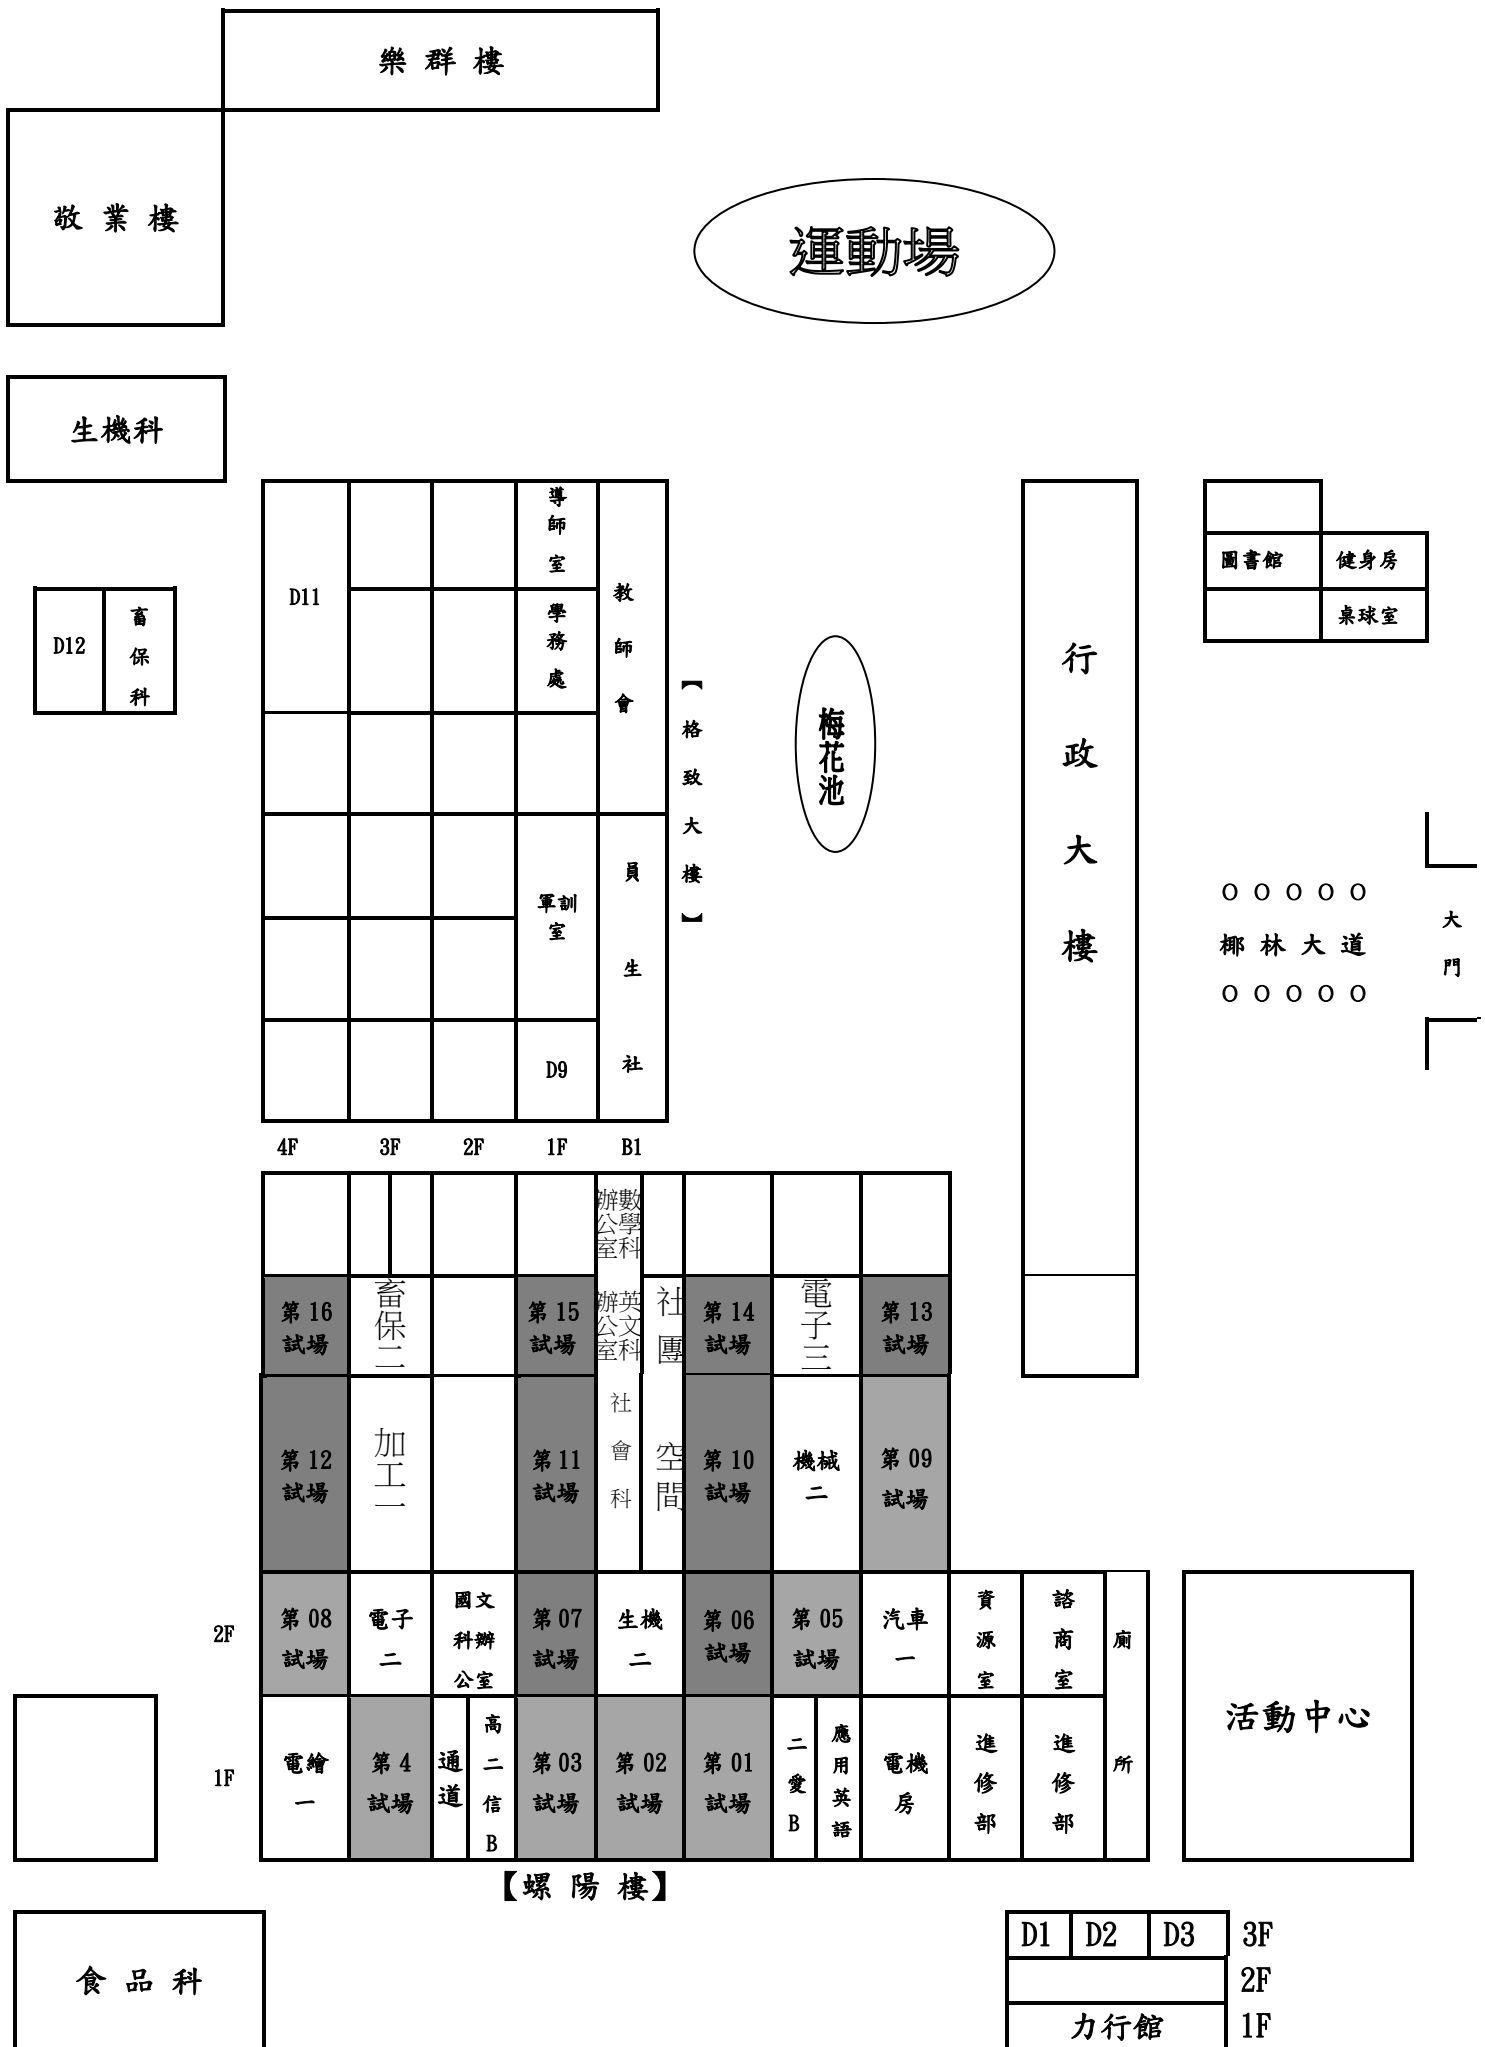 樂 群 樓
敬 業 樓
運動場
生機科
D11
導師室
學務處
教師會
D12
畜保科
圖書館
健身房
桌球室
行政大樓
梅花池
【格致大樓】
軍訓室
員生社
D9
O O O O O
椰 林 大 道
O O O O O
大門
4F 3F 2F 1F B1
數學科辦公室
第 16
試場
畜保二
第 15
試場
英文科辦公室
社團空間
第 14
試場
電子三
第 13
試場
第 12
試場
加工一
第 11
試場
社會科
第 10
試場
機械
二
第 09
試場
2F
第 08
試場
電子
二
國文
科辦
公室
第 07
試場
生機
二
第 06
試場
第 05
試場
汽車
一
資源室
諮商室
廁所
活動中心
1F
電繪
一
第 4
試場
通道
高二信B
第 03
試場
第 02
試場
第 01
試場
二愛B
應用英語
電機
房
進修部
進修部
【螺 陽 樓】
食 品 科
D1 D2 D3 3F
2F
力行館 1F